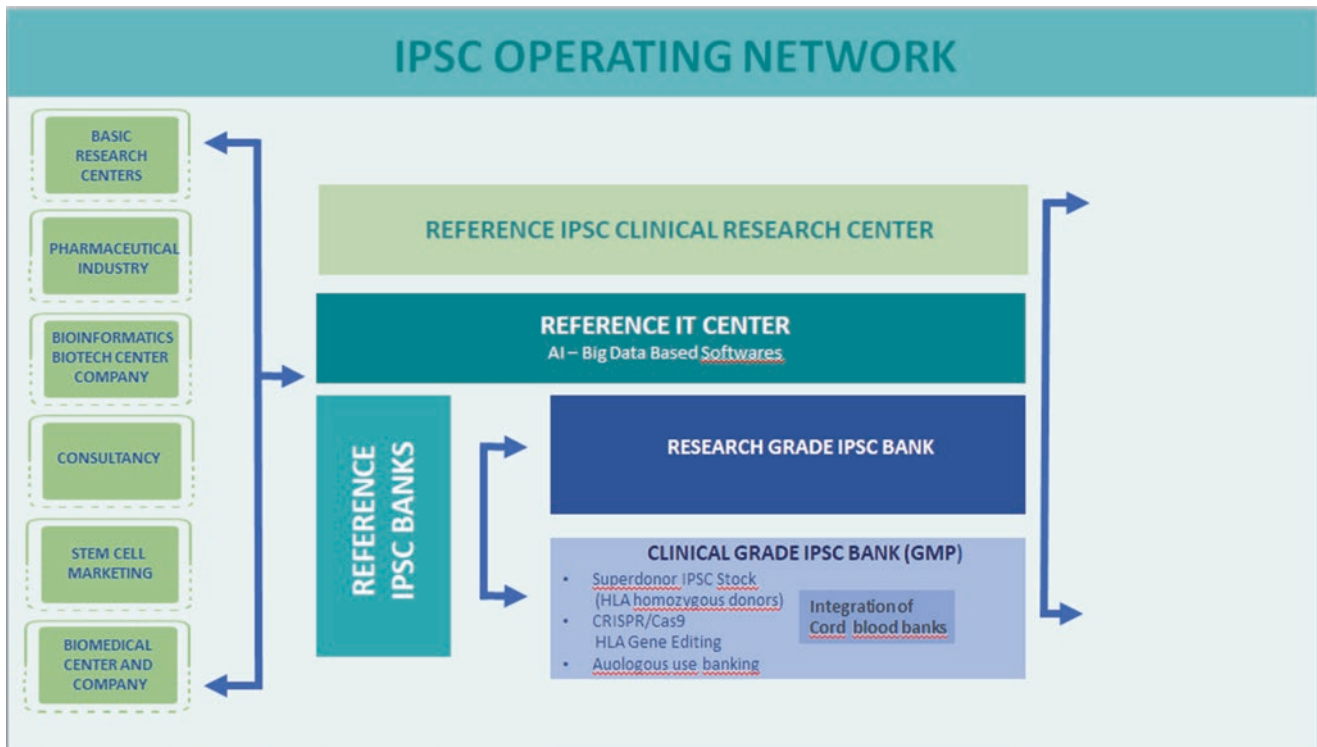 IPSC OPERATING NETWORK
BASIC
RESEARCH
CENTERS
PHARMACEUTICAL
INDUSTRY
BIOINFORMATICS
BIOTECH CENTER
COMPANY
CONSULTANCY
STEM CELL
MARKETING
BIOMEDICAL
CENTER AND
COMPANY
REFERENCE IPSC CLINICAL RESEARCH CENTER
REFERENCE IT CENTER
AI – Big Data Based Softwares
REFERENCE
IPSC BANKS
RESEARCH GRADE IPSC BANK
CLINICAL GRADE IPSC BANK (GMP)
• Superdonor IPSC Stock
(HLA homozygous donors)
• CRISPR/Cas9
HLA Gene Editing
• Auologous use banking
Integration of
Cord blood banks